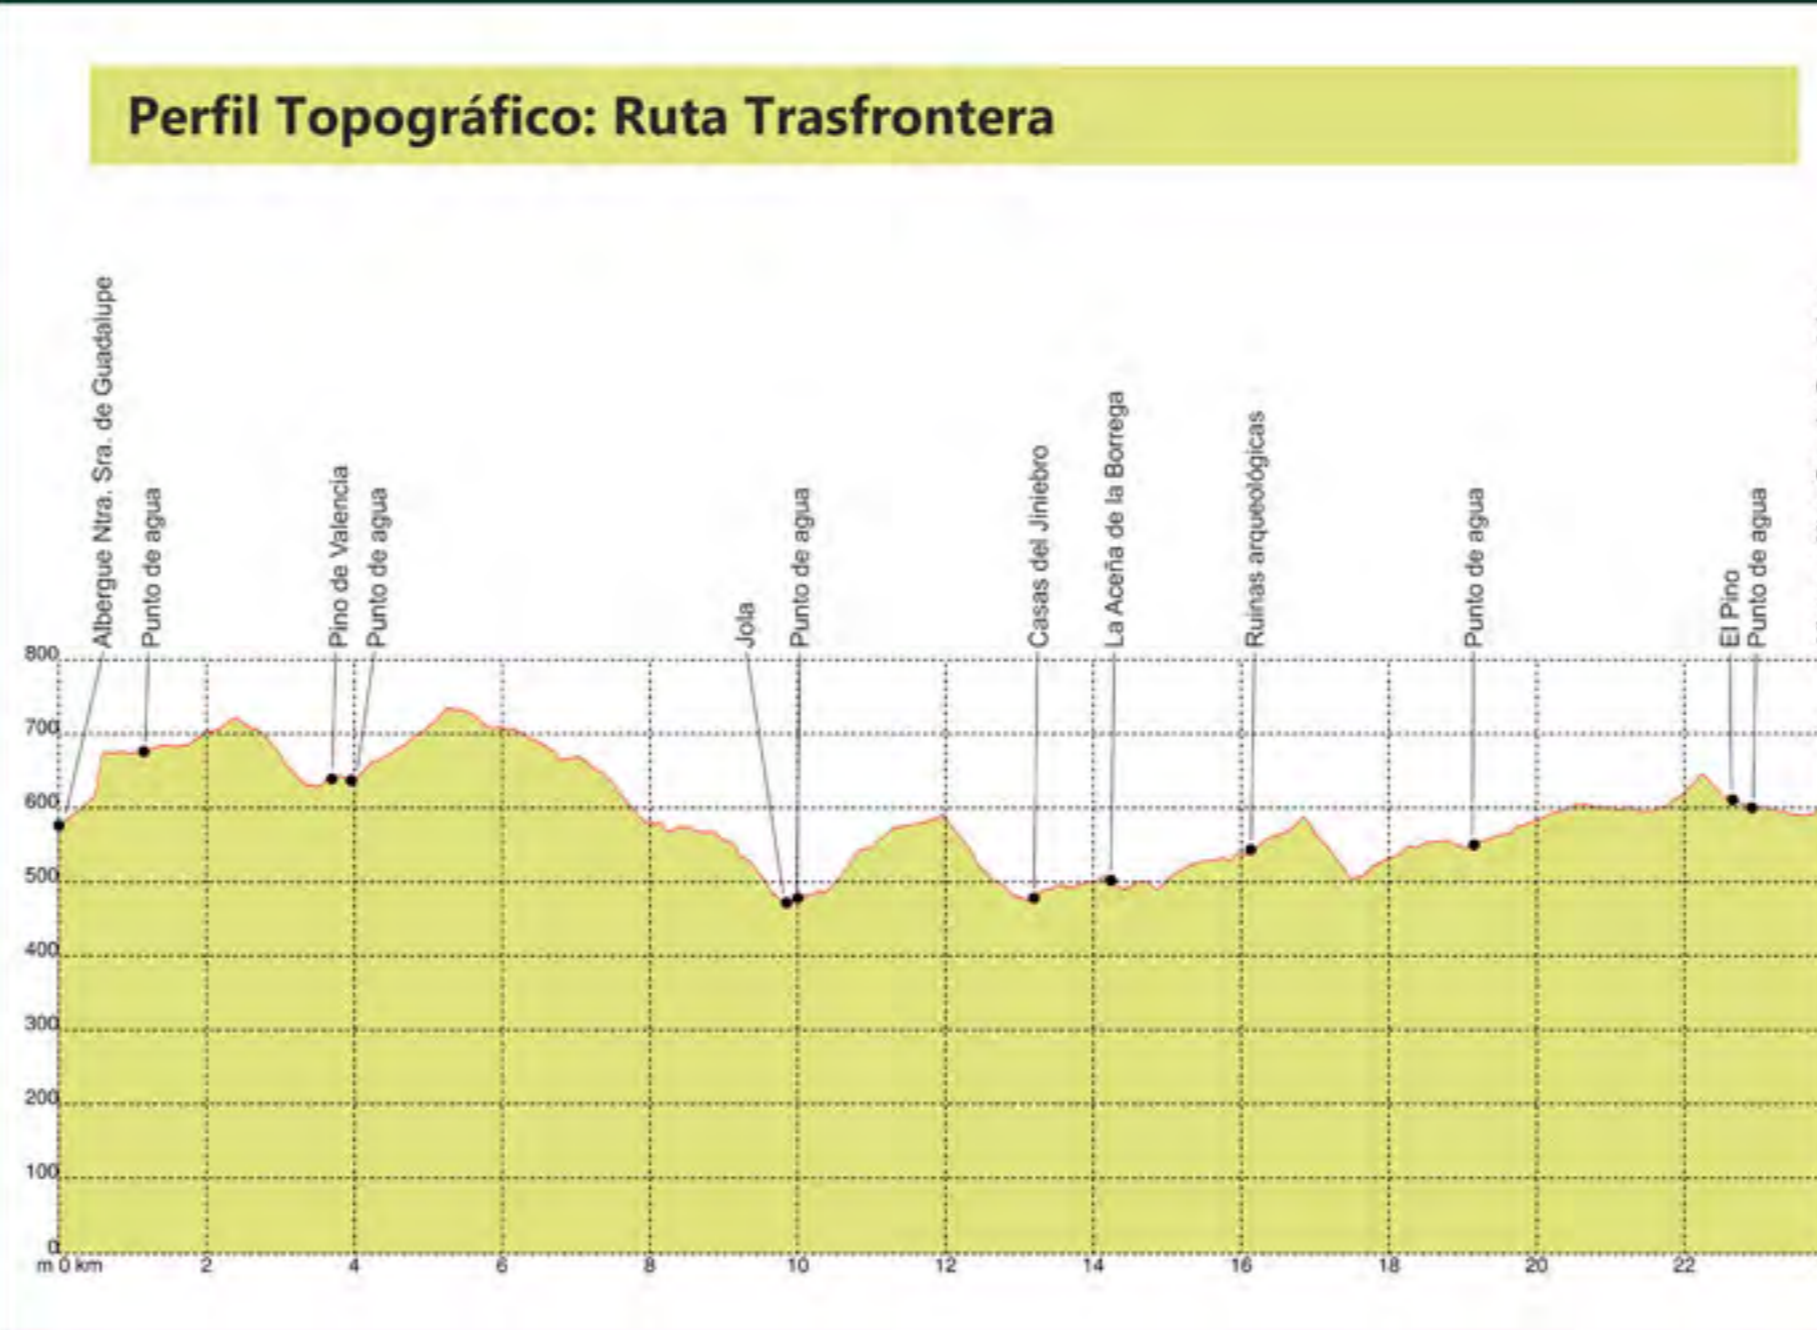 Perfil Topográfico: Ruta Trasfrontera
Albergue Ntra. Sra. de Guadalupe
Punto de agua
Pino de Valencia
Punto de agua
Jola
Punto de agua
Casas del Jiniebro
La Aceña de la Borrega
Ruinas arqueológicas
Punto de agua
El Pino
Punto de agua
800
700
600
500
400
300
200
100
0
m 0 km 2 4 6 8 10 12 14 16 18 20 22